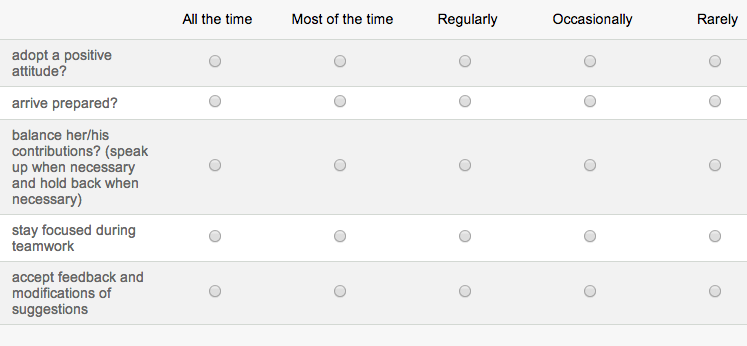 All the time Most of the time Regularly Occasionally Rarely
adopt a positive
attitude?
arrive prepared?
balance her/his
contributions? (speak
up when necessary
and hold back when
necessary)
stay focused during
teamwork
accept feedback and
modifications of
suggestions